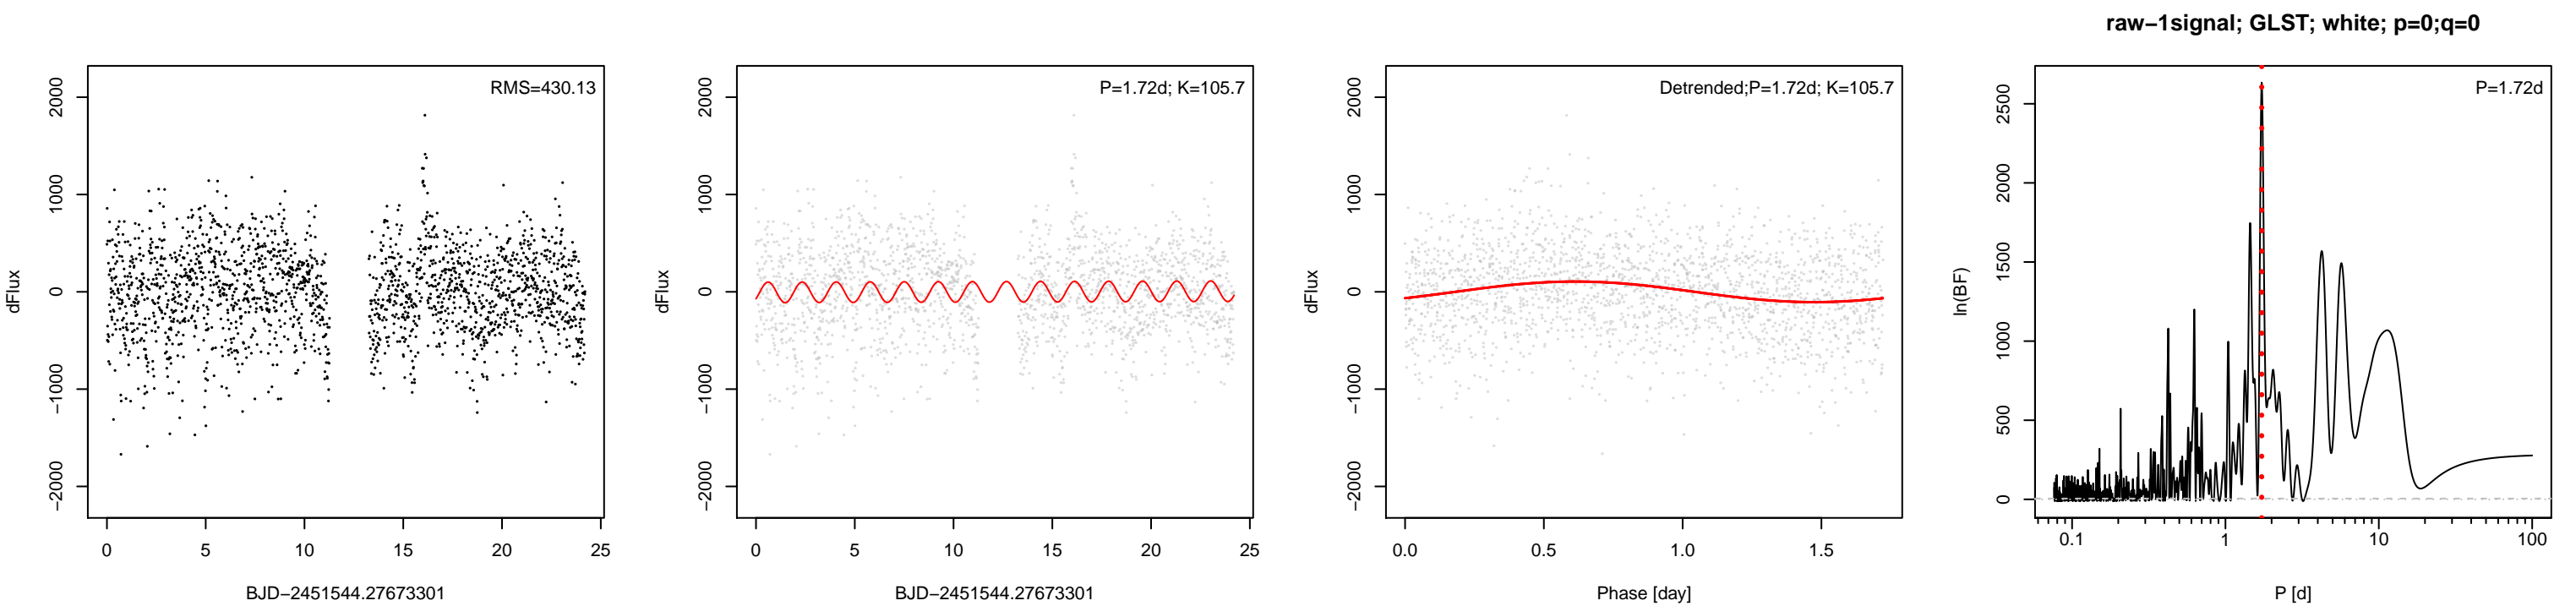 raw−1signal; GLST; white; p=0;q=0
RMS=430.13
dFlux
2000
1000
0
−1000
−2000
0 5 10 15 20 25
BJD−2451544.27673301
P=1.72d; K=105.7
dFlux
2000
1000
0
−1000
−2000
0 5 10 15 20 25
BJD−2451544.27673301
Detrended;P=1.72d; K=105.7
dFlux
2000
1000
0
−1000
−2000
0.0 0.5 1.0 1.5
Phase [day]
P=1.72d
ln(BF)
2500
2000
1500
1000
500
0
0.1 1 10 100
P [d]